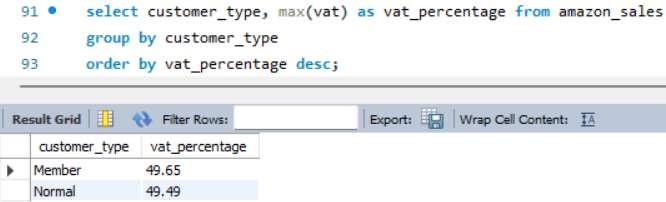 91 select customer_type, max(vat) as vat_percentage from amazon_sales
92 group by customer_type
93 order by vat_percentage desc;
Result Grid Filter Rows: Export: Wrap Cell Content:
customer_type vat_percentage
Member 49.65
Normal 49.49